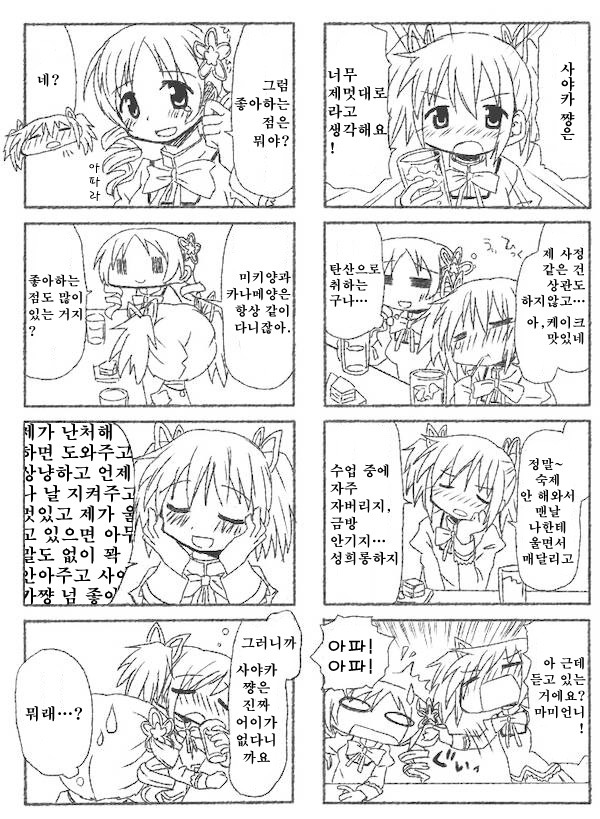 사야카
쨩은
너무
제멋대로
라고
생각해요
!
제 사정
같은 건
상관도
하지않고…
아,케이크
맛있네
탄산으로
취하는
구나…
정말~
숙제
안 해와서
맨날
나한테
울면서
매달리고
수업 중에
자주
자버리지,
금방
안기지…
성희롱하지
아 근데
듣고 있는
거에요?
마미언니
!
아파!
아파!
ぐいっ
그럼
좋아하는
점은
뭐야?
네?
아파라
미키양과
카나메양은
항상 같이
다니잖아.
좋아하는
점도 많이
있는 거지
?
제가 난처해
하면 도와주고
상냥하고 언제
나 날 지켜주고
멋있고 제가 울
고 있으면 아무
말도 없이 꽉
안아주고 사야
카쨩 넘 좋아
그러니까
사야카
쨩은
진짜
어이가
없다니
까요
뭐래…?